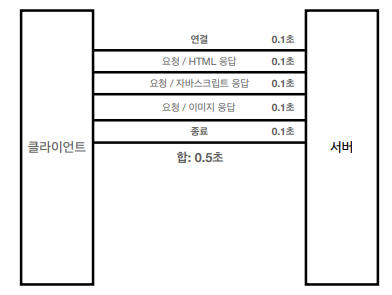 연결 0.1초
요청 / HTML 응답 0.1초
요청 / 자바스크립트 응답 0.1초
요청 / 이미지 응답 0.1초
종료 0.1초
합: 0.5초
클라이언트
서버